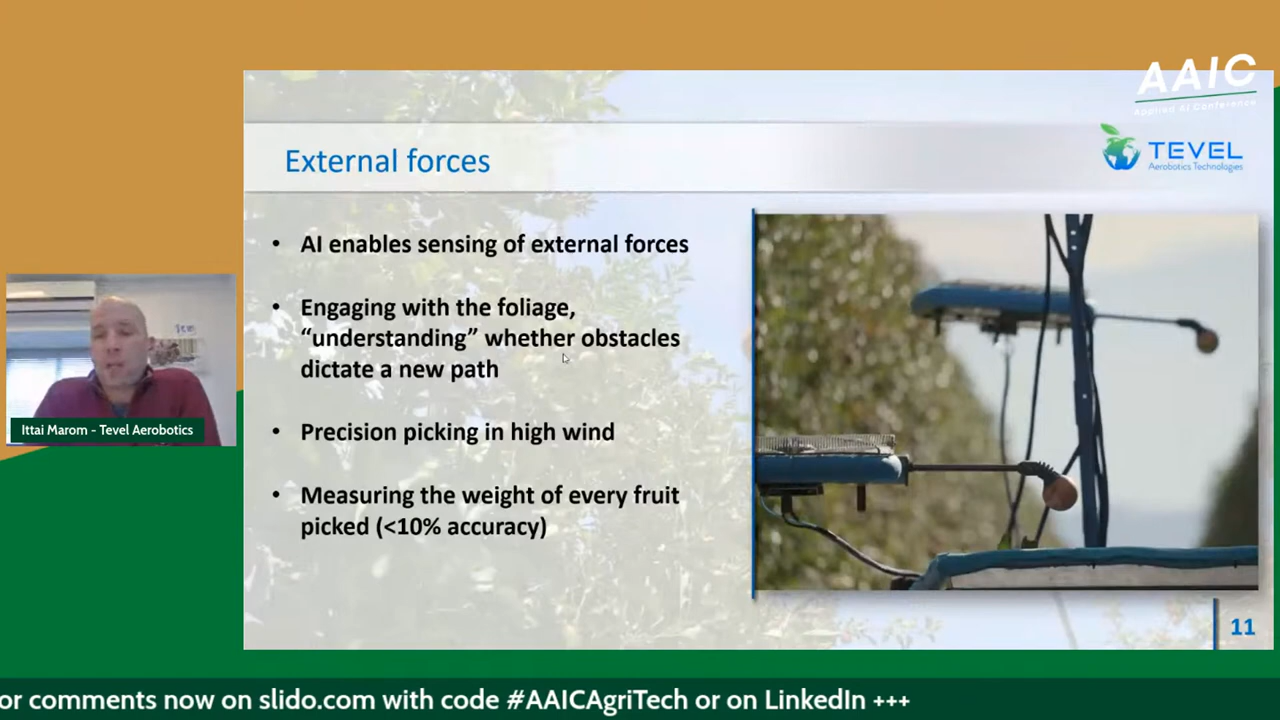 AAIC
Applied AI Conference
TEVEL
Aerobotics Technologies
External forces
• AI enables sensing of external forces
• Engaging with the foliage,
“understanding” whether obstacles
dictate a new path
• Precision picking in high wind
• Measuring the weight of every fruit
picked (<10% accuracy)
Ittai Marom - Tevel Aerobotics
11
or comments now on slido.com with code #AAICAgriTech or on LinkedIn +++